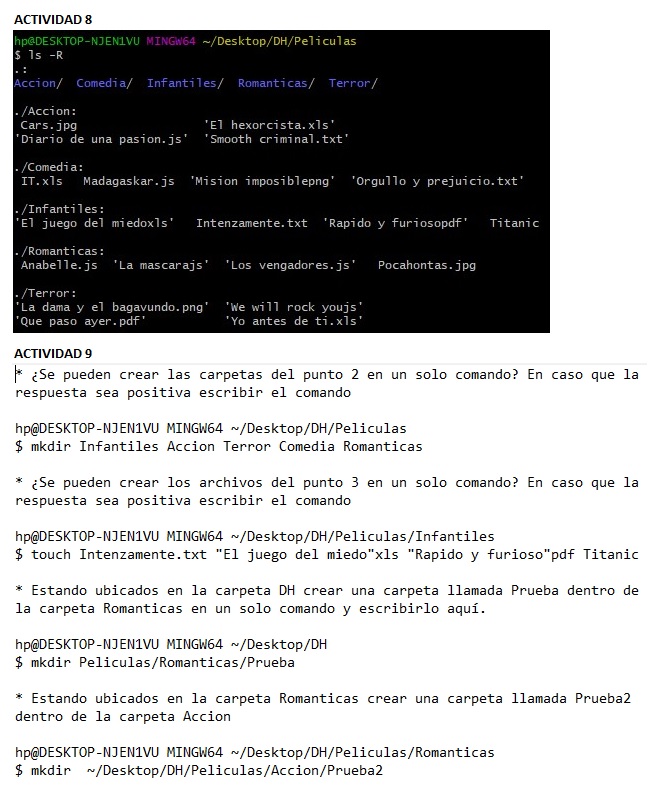 ACTIVIDAD 8
hp@DESKTOP-NJEN1VU MINGW64 ~/Desktop/DH/Peliculas
$ ls -R
.:
Accion/  Comedia/  Infantiles/  Romanticas/  Terror/
./Accion:
Cars.jpg  'El hexorcista.xls'
'Diario de una pasion.js'  'Smooth criminal.txt'
./Comedia:
IT.xls  Madagaskar.js  'Mision imposiblepng'  'Orgullo y prejuicio.txt'
./Infantiles:
'El juego del miedoxls'  Intenzamente.txt  'Rapido y furiosopdf'  Titanic
./Romanticas:
Anabelle.js  'La mascarajs'  'Los vengadores.js'  Pocahontas.jpg
./Terror:
'La dama y el bagavundo.png'  'We will rock youjs'
'Que paso ayer.pdf'  'Yo antes de ti.xls'
ACTIVIDAD 9
* ¿Se pueden crear las carpetas del punto 2 en un solo comando? En caso que la
respuesta sea positiva escribir el comando
hp@DESKTOP-NJEN1VU MINGW64 ~/Desktop/DH/Peliculas
$ mkdir Infantiles Accion Terror Comedia Romanticas
* ¿Se pueden crear los archivos del punto 3 en un solo comando? En caso que la
respuesta sea positiva escribir el comando
hp@DESKTOP-NJEN1VU MINGW64 ~/Desktop/DH/Peliculas/Infantiles
$ touch Intenzamente.txt "El juego del miedo"xls "Rapido y furioso"pdf Titanic
* Estando ubicados en la carpeta DH crear una carpeta llamada Prueba dentro de
la carpeta Romanticas en un solo comando y escribirlo aquí.
hp@DESKTOP-NJEN1VU MINGW64 ~/Desktop/DH
$ mkdir Peliculas/Romanticas/Prueba
* Estando ubicados en la carpeta Romanticas crear una carpeta llamada Prueba2
dentro de la carpeta Accion
hp@DESKTOP-NJEN1VU MINGW64 ~/Desktop/DH/Peliculas/Romanticas
$ mkdir  ~/Desktop/DH/Peliculas/Accion/Prueba2